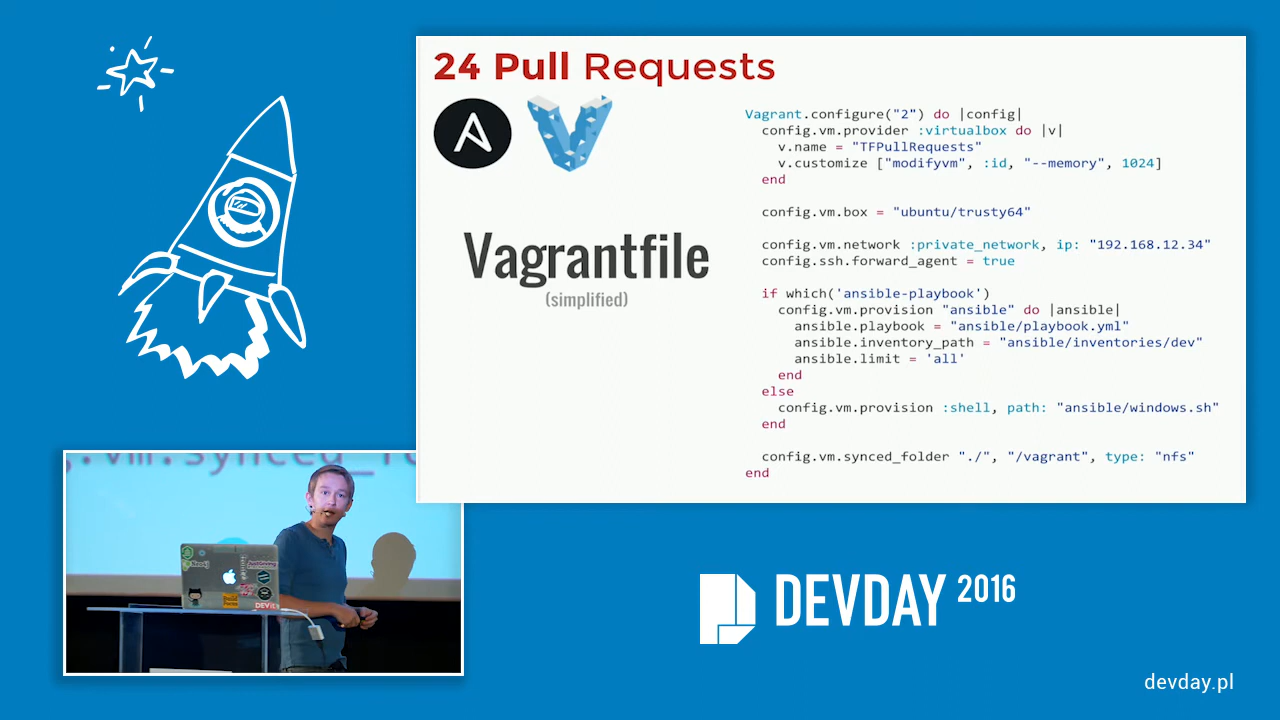 24 Pull Requests
Vagrantfile
(simplified)
Vagrant.configure("2") do |config|
  config.vm.provider :virtualbox do |v|
    v.name = "TFPullRequests"
    v.customize ["modifyvm", :id, "--memory", 1024]
  end
  config.vm.box = "ubuntu/trusty64"
  config.vm.network :private_network, ip: "192.168.12.34"
  config.ssh.forward_agent = true
  if which('ansible-playbook')
    config.vm.provision "ansible" do |ansible|
      ansible.playbook = "ansible/playbook.yml"
      ansible.inventory_path = "ansible/inventories/dev"
      ansible.limit = 'all'
    end
  else
    config.vm.provision :shell, path: "ansible/windows.sh"
  end
  config.vm.synced_folder "./", "/vagrant", type: "nfs"
end
g.vm.synced_fo
DEVDAY 2016
devday.pl